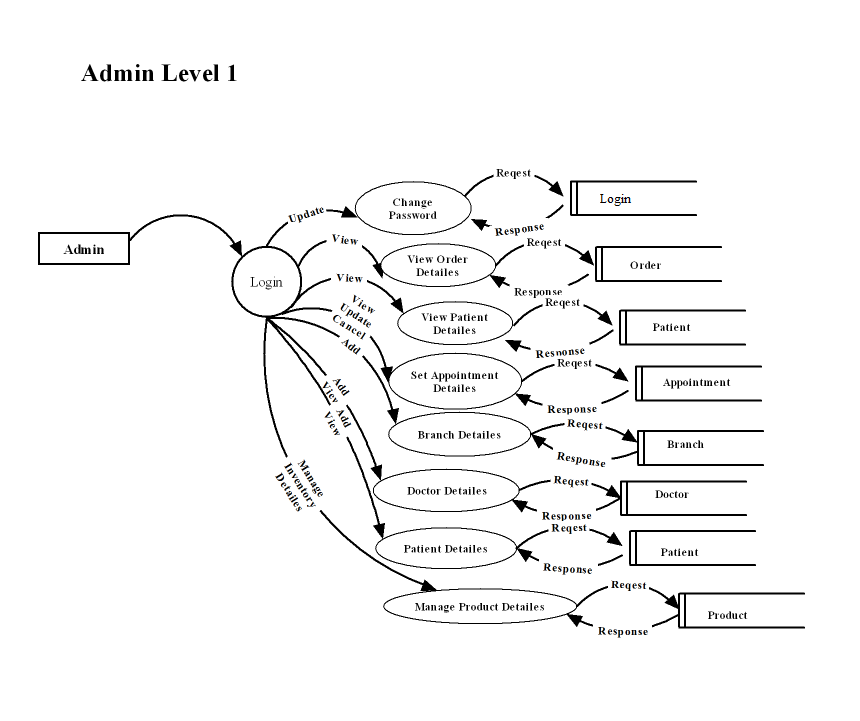 Admin Level 1
Admin
Login
Update
View
View
View
Update
Cancel
Add
Add
View
Add
View
Manage
Inventory
Detailes
Change
Password
Reqest
Response
Login
View Order
Detailes
Reqest
Response
Order
View Patient
Detailes
Reqest
Response
Patient
Set Appointment
Detailes
Reqest
Response
Appointment
Branch Detailes
Reqest
Response
Branch
Doctor Detailes
Reqest
Response
Doctor
Patient Detailes
Reqest
Response
Patient
Manage Product Detailes
Reqest
Response
Product